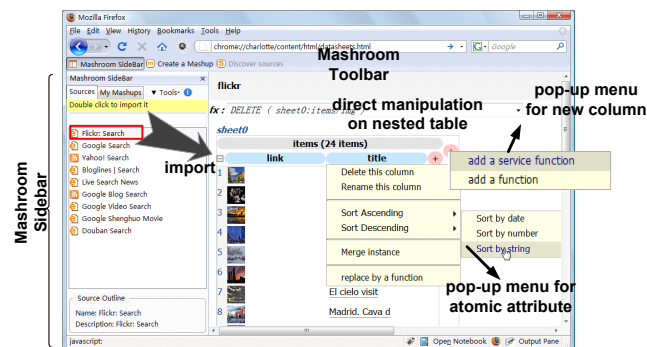 Mozilla Firefox
File Edit View History Bookmarks Tools Help
chrome://charlotte/content/html/datasheets.html
Google
Mashroom SideBar Create a Mashup Discover sources
Mashroom
Toolbar
Mashroom SideBar
Sources My Mashups Tools
Double click to import it
flickr
pop-up menu
for new column
fx: DELETE ( sheet0:items/img )
direct manipulation
on nested table
sheet0
Flickr: Search
Google Search
Yahoo! Search
Bloglines | Search
Live Search News
Google Blog Search
Google Video Search
Google Shenghuo Movie
Douban Search
import
Mashroom
Sidebar
items (24 items)
link title +
add a service function
add a function
1
2
3
4
5
6
7
8
Delete this column
Rename this column
Sort Ascending
Sort Descending
Merge instance
replace by a function
Sort by date
Sort by number
Sort by string
pop-up menu for
atomic attribute
El cielo visit
Madrid. Cava d
Source Outline
Name: Flickr: Search
Description: Flickr: Search
javascript:
Open Notebook Output Pane